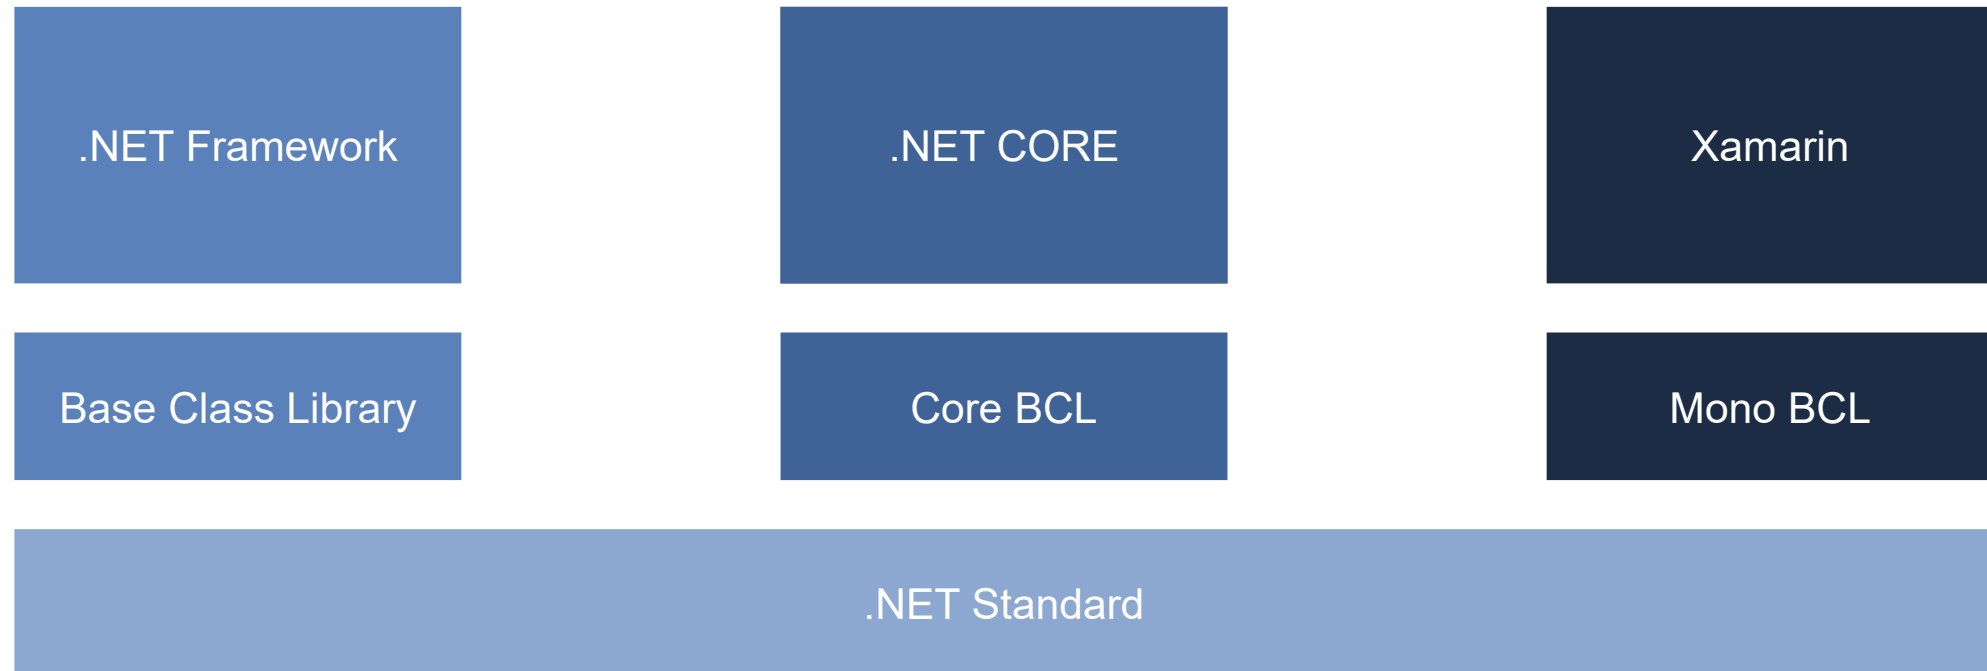 .NET Framework
.NET CORE
Xamarin
Base Class Library
Core BCL
Mono BCL
.NET Standard